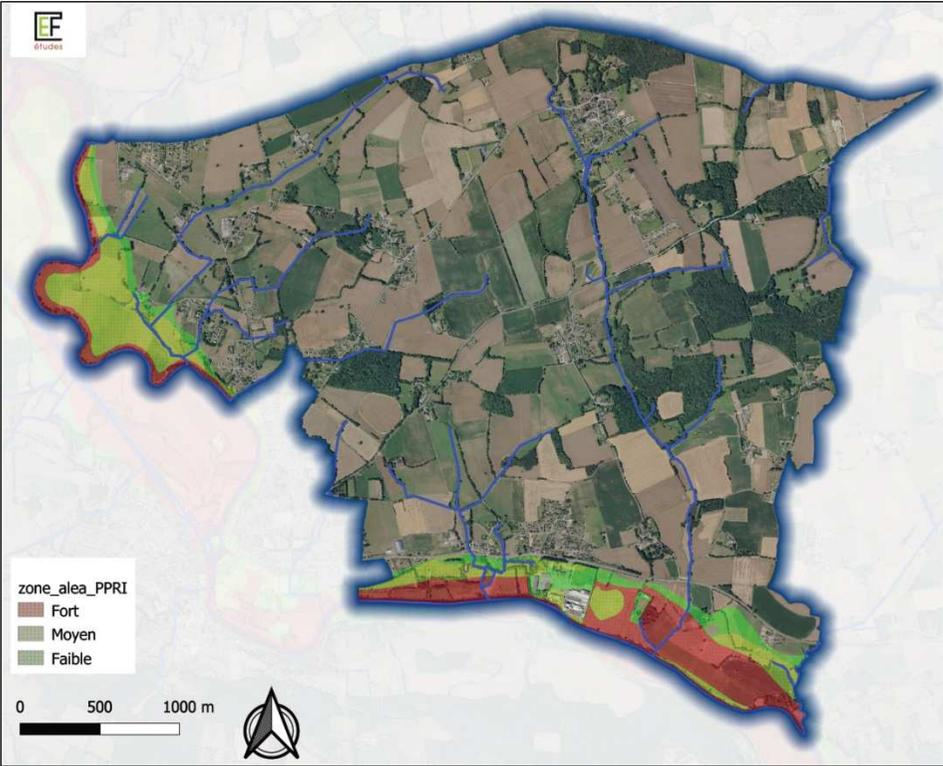 EF
études
zone_alea_PPRI
Fort
Moyen
Faible
0 500 1000 m